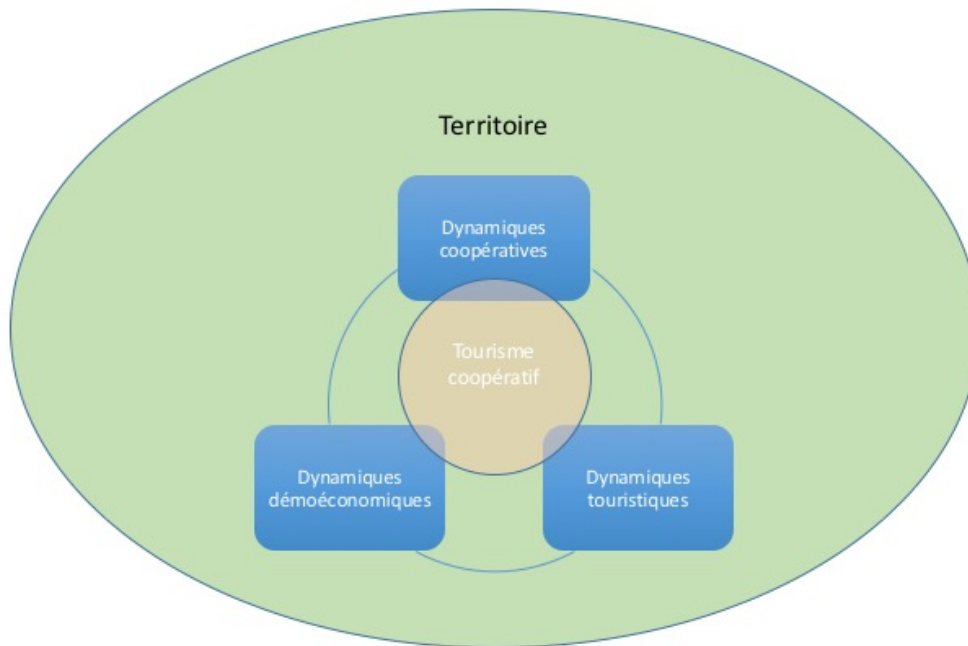 Territoire
Dynamiques
coopératives
Tourisme
coopératif
Dynamiques
démoéconomiques
Dynamiques
touristiques